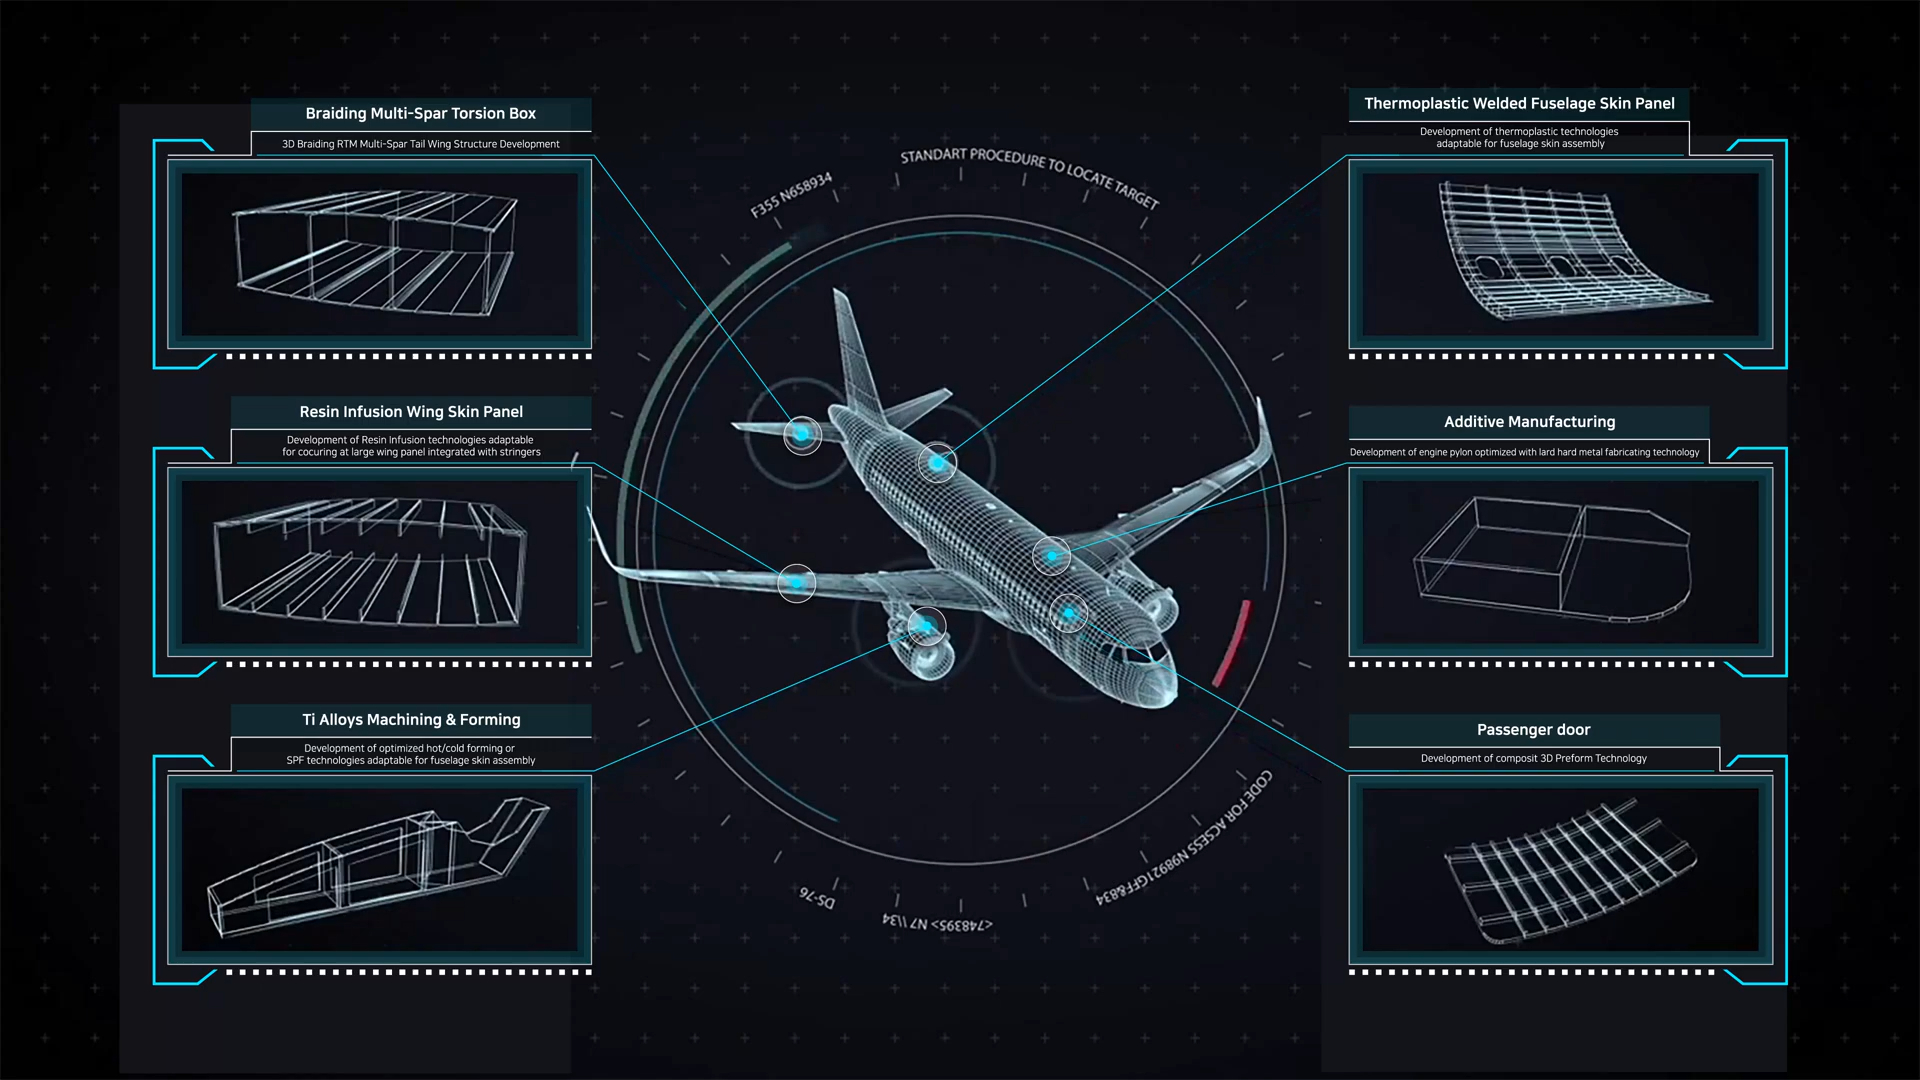 Braiding Multi-Spar Torsion Box
3D Braiding RTM Multi-Spar Tail Wing Structure Development
Resin Infusion Wing Skin Panel
Development of Resin Infusion technologies adaptable
for cocuring at large wing panel integrated with stringers
Ti Alloys Machining & Forming
Development of optimized hot/cold forming or
SPF technologies adaptable for fuselage skin assembly
F355 N658934
STANDART PROCEDURE TO LOCATE TARGET
CODE FOR ACSESS N98921GFF&834
<748395> N71\34
DS-76
Thermoplastic Welded Fuselage Skin Panel
Development of thermoplastic technologies
adaptable for fuselage skin assembly
Additive Manufacturing
Development of engine pylon optimized with lard hard metal fabricating technology
Passenger door
Development of composit 3D Preform Technology